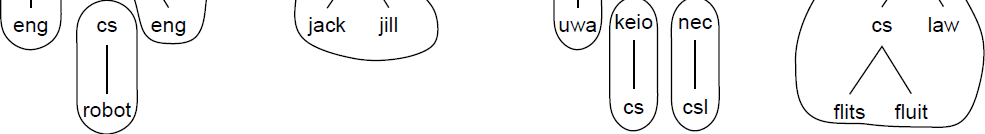 eng cs eng jack jill uwa keio nec cs law
robot cs csl flits fluit